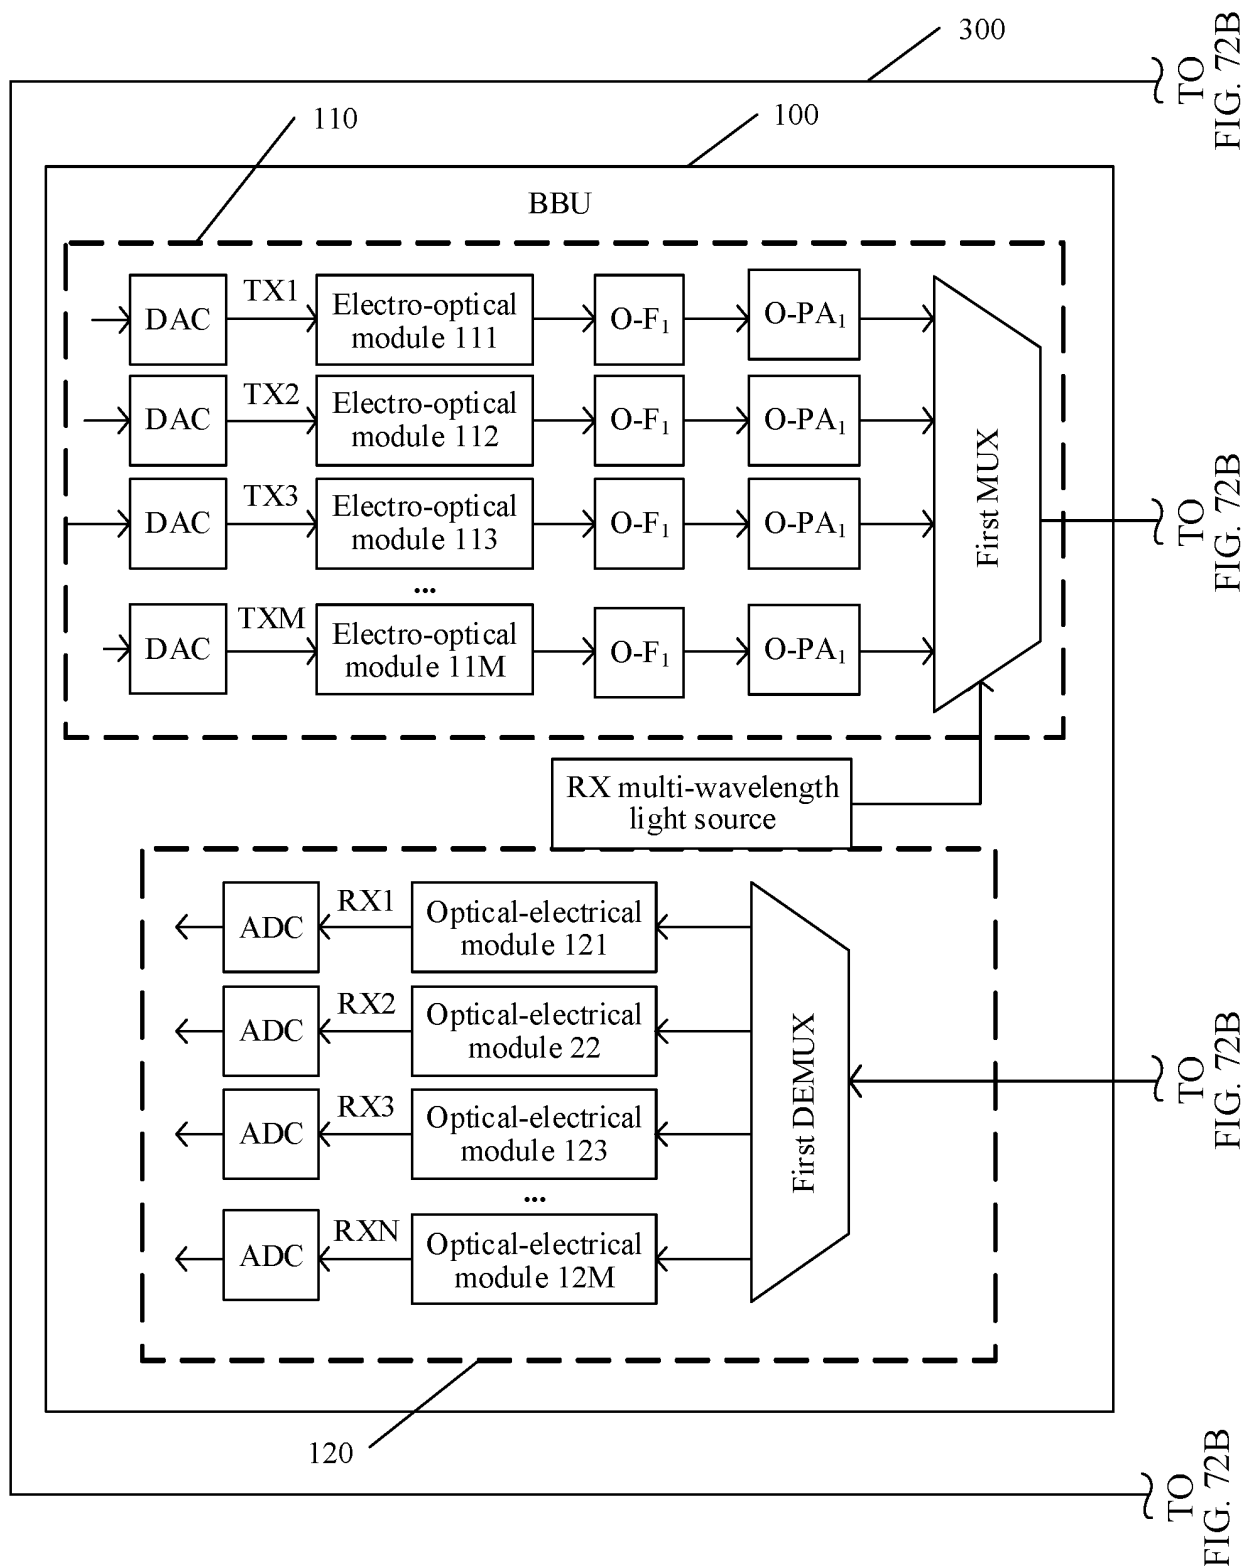 300
TO
FIG. 72B
110
100
BBU
DAC
TX1
Electro-optical
module 111
O-F₁
O-PA₁
DAC
TX2
Electro-optical
module 112
O-F₁
O-PA₁
DAC
TX3
Electro-optical
module 113
O-F₁
O-PA₁
...
DAC
TXM
Electro-optical
module 11M
O-F₁
O-PA₁
First MUX
TO
FIG. 72B
RX multi-wavelength
light source
ADC
RX1
Optical-electrical
module 121
ADC
RX2
Optical-electrical
module 22
ADC
RX3
Optical-electrical
module 123
...
ADC
RXN
Optical-electrical
module 12M
First DEMUX
TO
FIG. 72B
120
TO
FIG. 72B